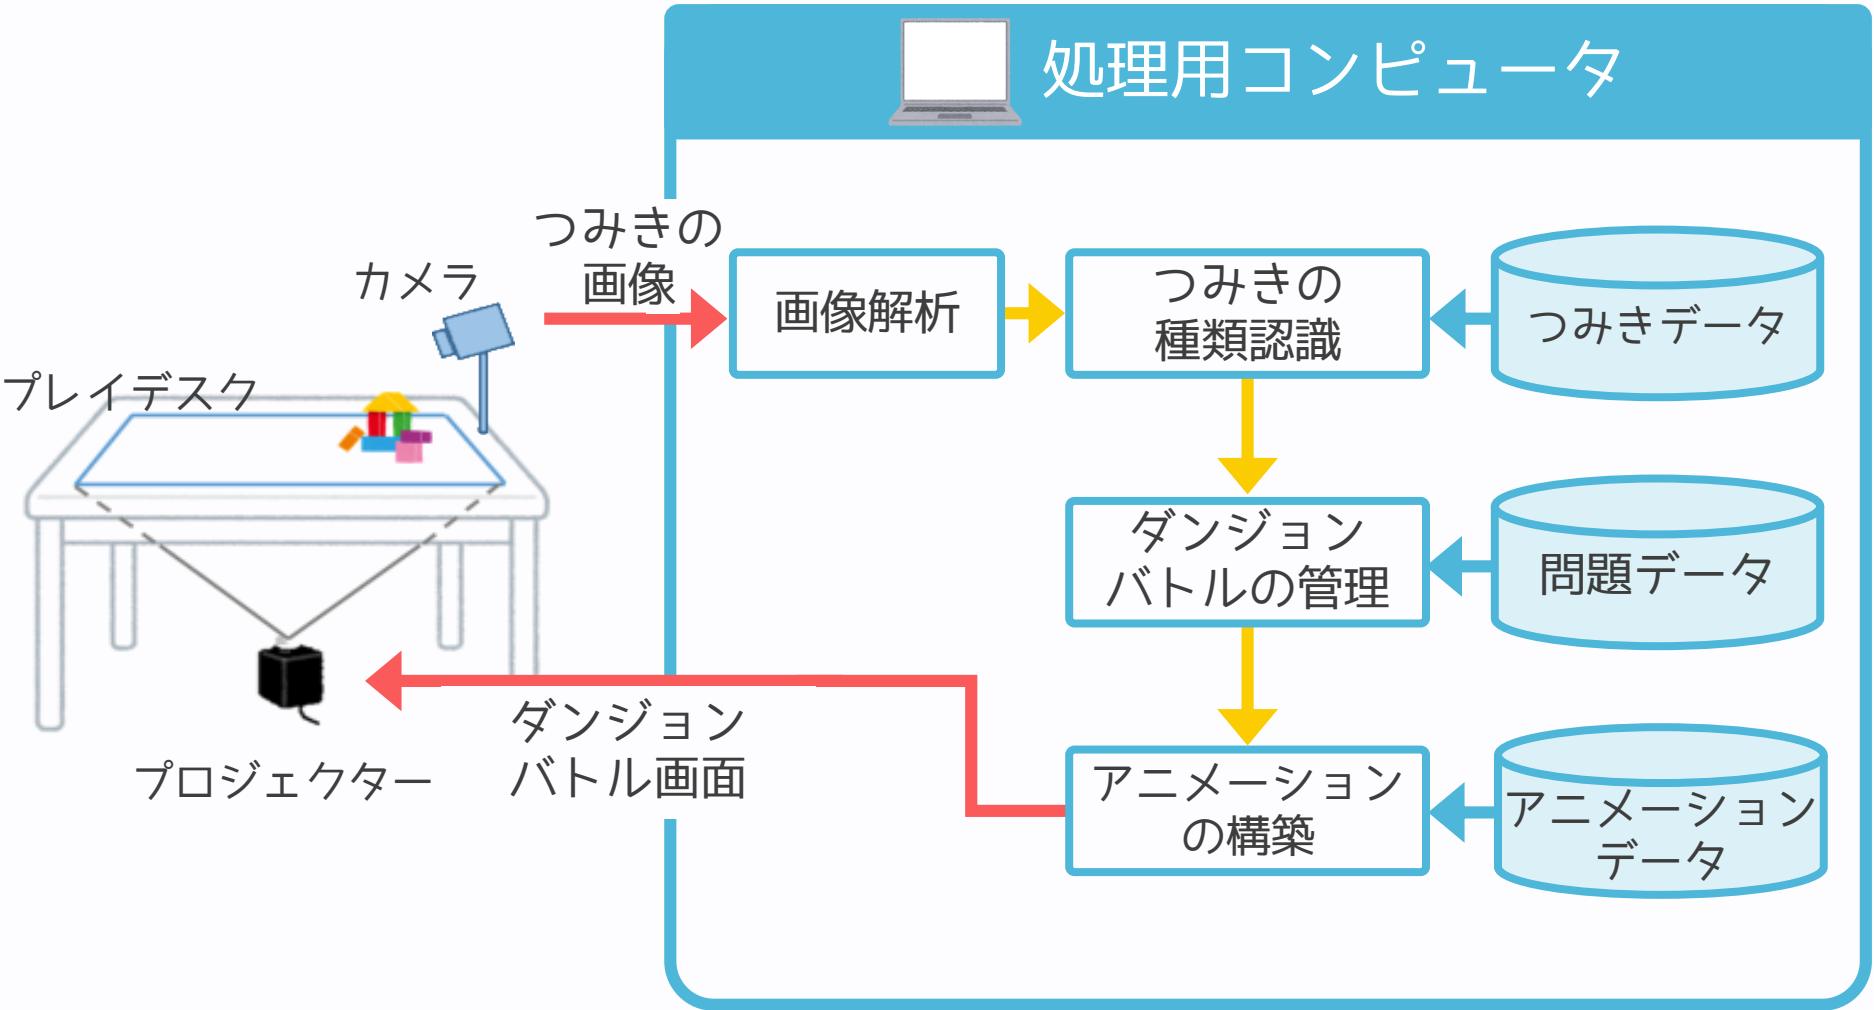 処理用コンピュータ
つみきの
画像
カメラ
プレイデスク
画像解析
つみきの
種類認識
つみきデータ
ダンジョン
バトルの管理
問題データ
アニメーション
の構築
アニメーション
データ
ダンジョン
バトル画面
プロジェクター